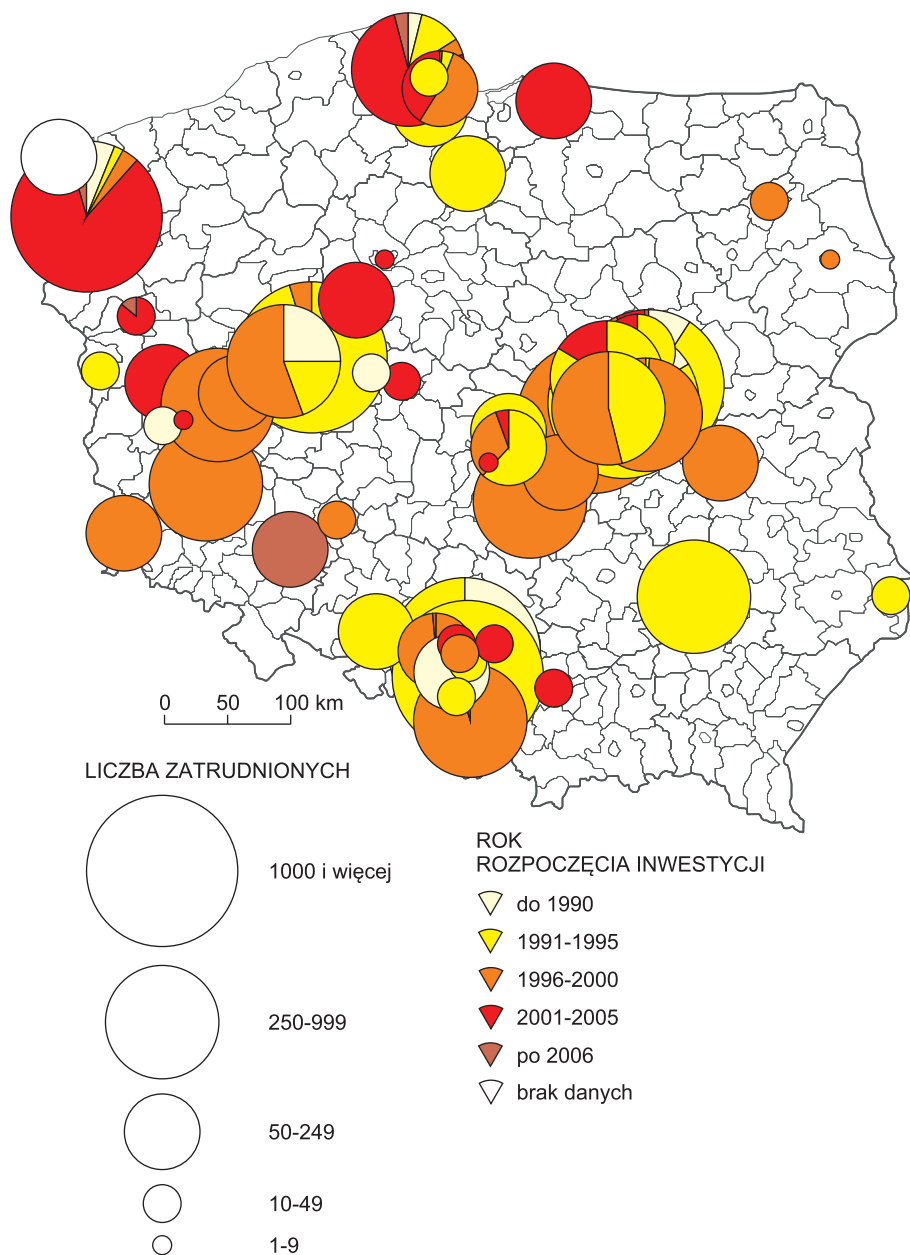 0 50 100 km
LICZBA ZATRUDNIONYCH
1000 i więcej
250-999
50-249
10-49
1-9
ROK
ROZPOCZĘCIA INWESTYCJI
do 1990
1991-1995
1996-2000
2001-2005
po 2006
brak danych